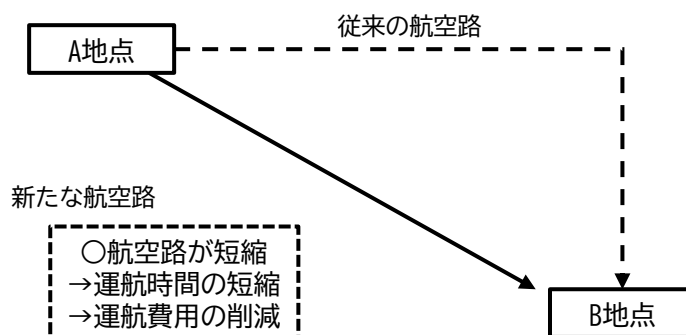 従来の航空路
A地点
新たな航空路
○航空路が短縮
→運航時間の短縮
→運航費用の削減
B地点